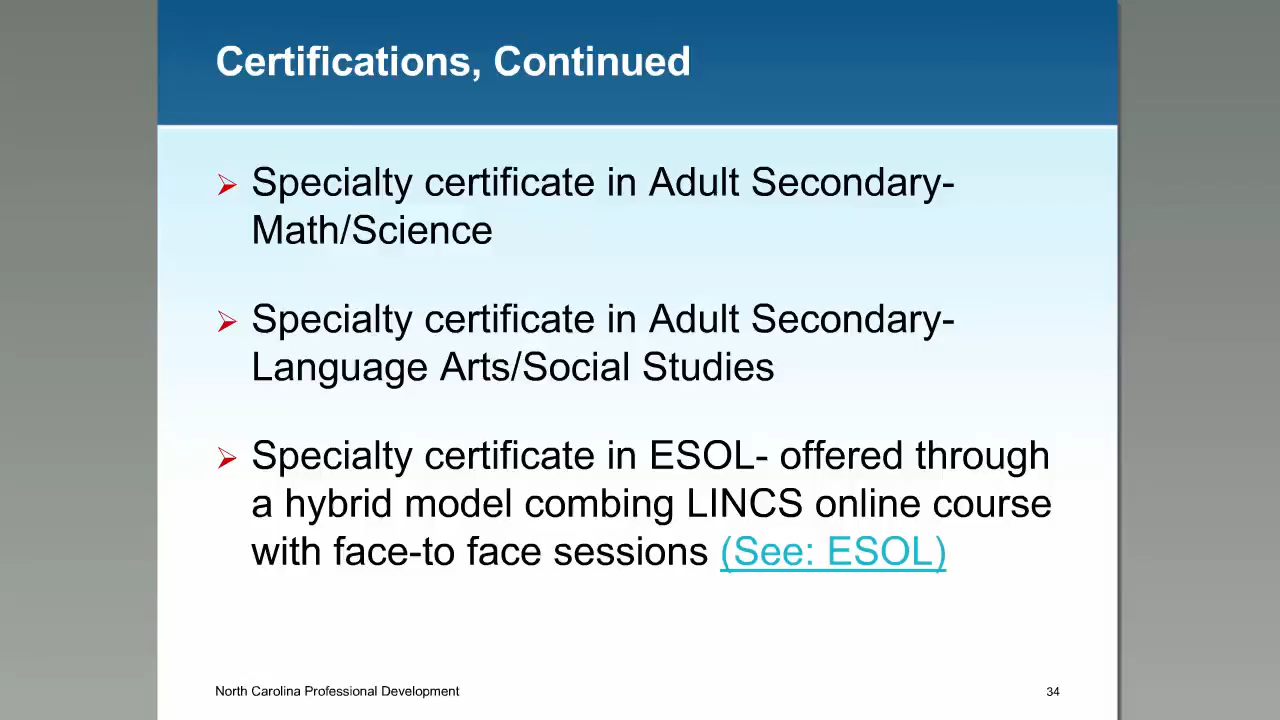 Certifications, Continued
Specialty certificate in Adult Secondary-
Math/Science
Specialty certificate in Adult Secondary-
Language Arts/Social Studies
Specialty certificate in ESOL- offered through
a hybrid model combing LINCS online course
with face-to face sessions (See: ESOL)
North Carolina Professional Development 34